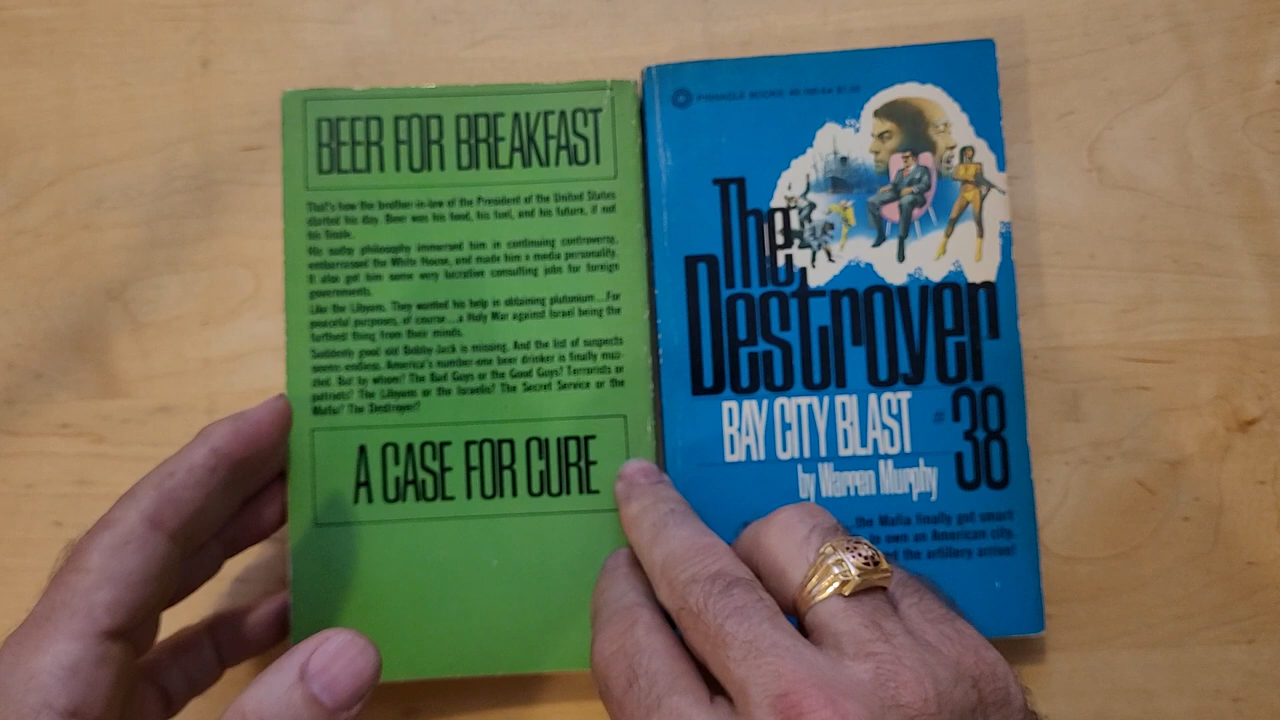 BEER FOR BREAKFAST
That's how the brother-in-law of the President of the United States
started his day. Beer was his food, his fuel, and his future, if not
his finale.
His sudsy philosophy immersed him in continuing controversy,
embarrassed the White House, and made him a media personality.
It also got him some very lucrative consulting jobs for foreign
governments.
Like the Libyans. They wanted his help in obtaining plutonium...For
peaceful purposes, of course...a Holy War against Israel being the
farthest thing from their minds.
Suddenly good old Bobby Jack is missing. And the list of suspects
seems endless. America's number-one beer drinker is finally muz-
zled. But by whom? The Bad Guys or the Good Guys? Terrorists or
patriots? The Libyans or the Israelis? The Secret Service or the
Mafia? The Destroyer?
A CASE FOR CURE
PINNACLE BOOKS
The
Destroyer
BAY CITY BLAST
# 38
by Warren Murphy
...the Mafia finally got smart
to own an American city.
the artillery arrive!